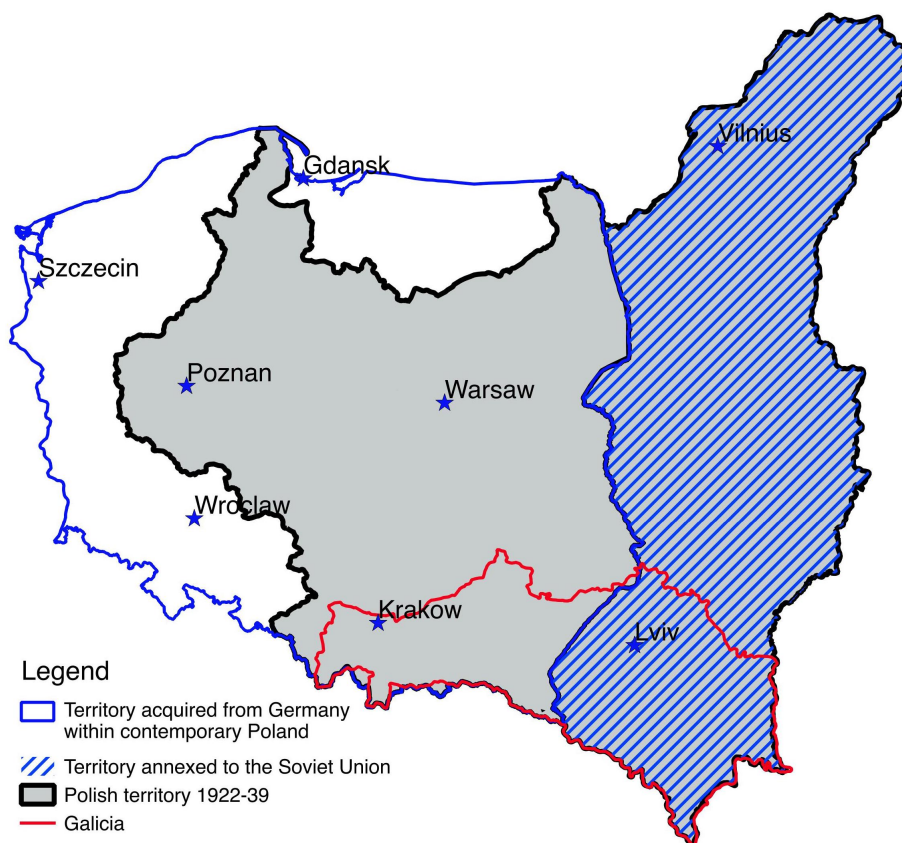 Vilnius
Gdansk
Szczecin
Poznan
Warsaw
Wroclaw
Krakow
Lviv
Legend
Territory acquired from Germany
within contemporary Poland
Territory annexed to the Soviet Union
Polish territory 1922-39
Galicia